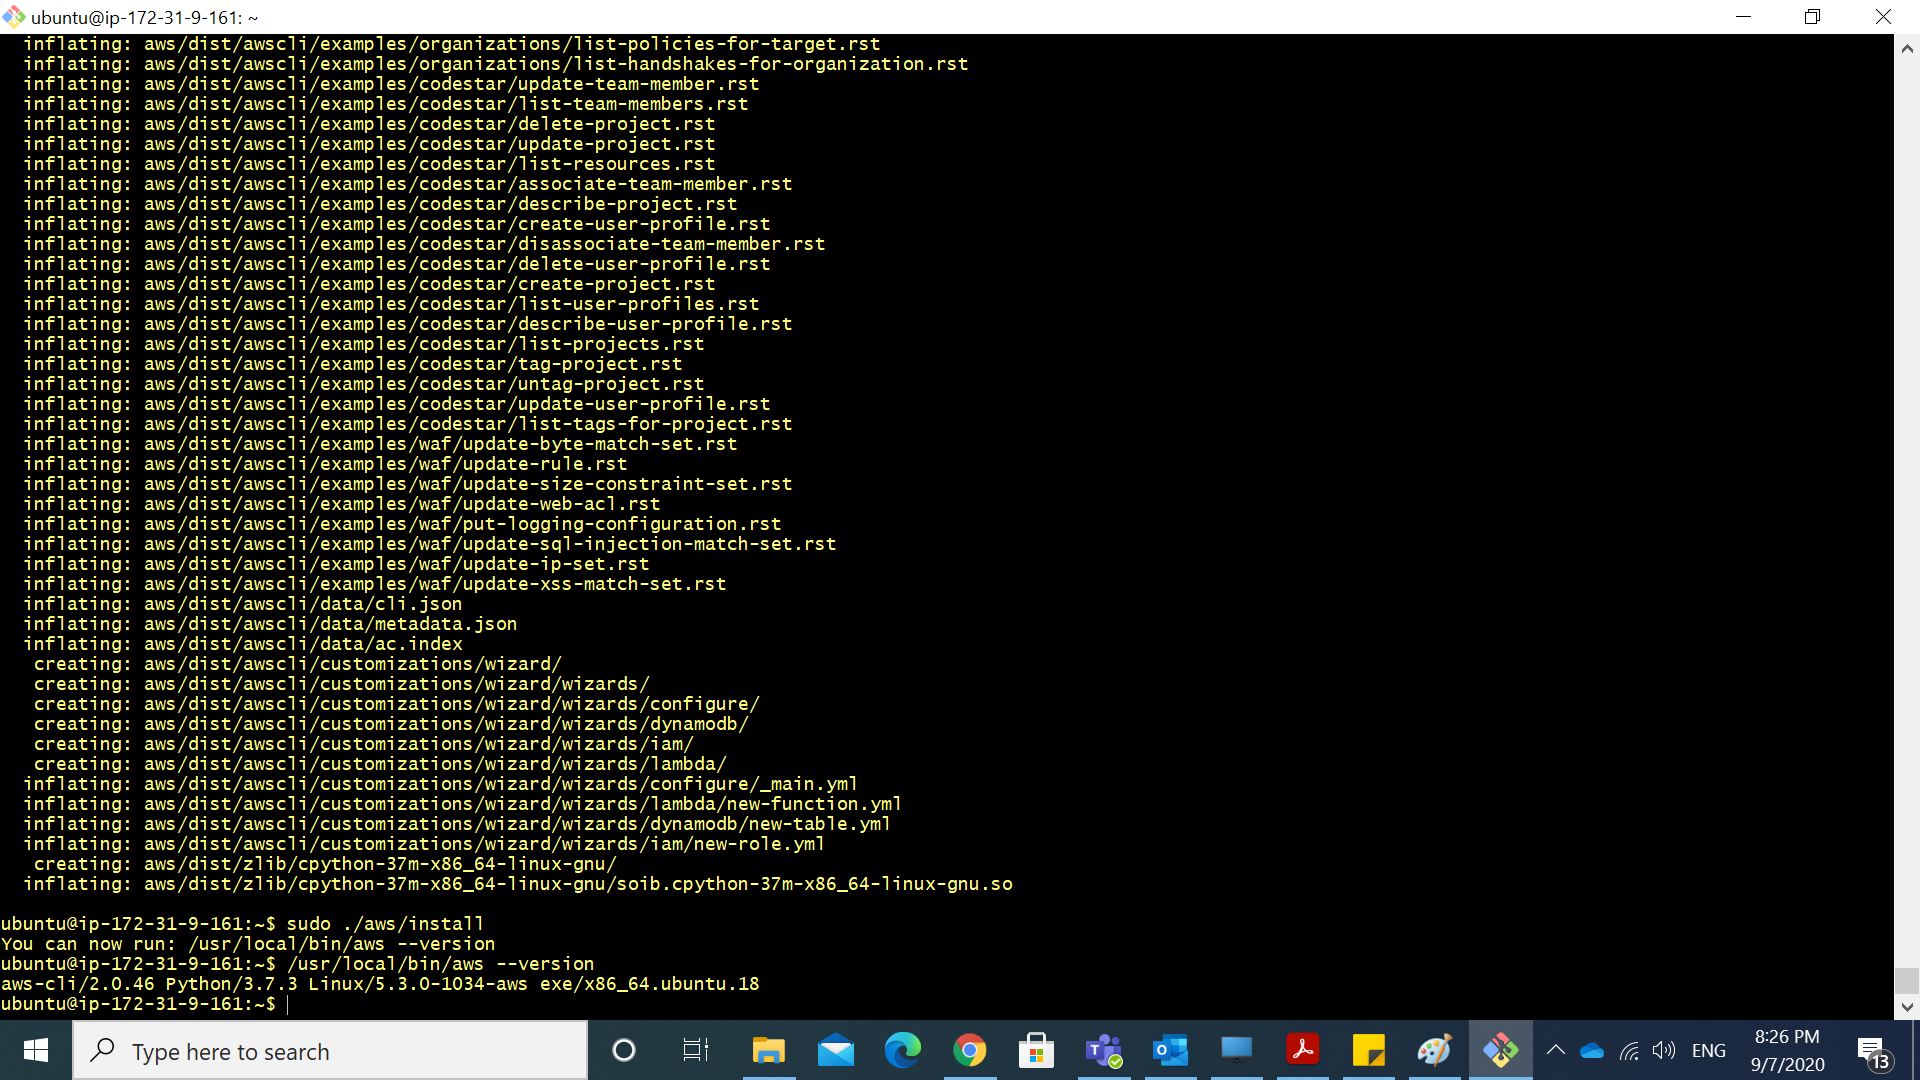 ubuntu@ip-172-31-9-161: ~
inflating: aws/dist/awscli/examples/organizations/list-policies-for-target.rst
inflating: aws/dist/awscli/examples/organizations/list-handshakes-for-organization.rst
inflating: aws/dist/awscli/examples/codestar/update-team-member.rst
inflating: aws/dist/awscli/examples/codestar/list-team-members.rst
inflating: aws/dist/awscli/examples/codestar/delete-project.rst
inflating: aws/dist/awscli/examples/codestar/update-project.rst
inflating: aws/dist/awscli/examples/codestar/list-resources.rst
inflating: aws/dist/awscli/examples/codestar/associate-team-member.rst
inflating: aws/dist/awscli/examples/codestar/describe-project.rst
inflating: aws/dist/awscli/examples/codestar/create-user-profile.rst
inflating: aws/dist/awscli/examples/codestar/disassociate-team-member.rst
inflating: aws/dist/awscli/examples/codestar/delete-user-profile.rst
inflating: aws/dist/awscli/examples/codestar/create-project.rst
inflating: aws/dist/awscli/examples/codestar/list-user-profiles.rst
inflating: aws/dist/awscli/examples/codestar/describe-user-profile.rst
inflating: aws/dist/awscli/examples/codestar/list-projects.rst
inflating: aws/dist/awscli/examples/codestar/tag-project.rst
inflating: aws/dist/awscli/examples/codestar/untag-project.rst
inflating: aws/dist/awscli/examples/codestar/update-user-profile.rst
inflating: aws/dist/awscli/examples/codestar/list-tags-for-project.rst
inflating: aws/dist/awscli/examples/waf/update-byte-match-set.rst
inflating: aws/dist/awscli/examples/waf/update-rule.rst
inflating: aws/dist/awscli/examples/waf/update-size-constraint-set.rst
inflating: aws/dist/awscli/examples/waf/update-web-acl.rst
inflating: aws/dist/awscli/examples/waf/put-logging-configuration.rst
inflating: aws/dist/awscli/examples/waf/update-sql-injection-match-set.rst
inflating: aws/dist/awscli/examples/waf/update-ip-set.rst
inflating: aws/dist/awscli/examples/waf/update-xss-match-set.rst
inflating: aws/dist/awscli/data/cli.json
inflating: aws/dist/awscli/data/metadata.json
inflating: aws/dist/awscli/data/ac.index
creating: aws/dist/awscli/customizations/wizard/
creating: aws/dist/awscli/customizations/wizard/wizards/
creating: aws/dist/awscli/customizations/wizard/wizards/configure/
creating: aws/dist/awscli/customizations/wizard/wizards/dynamodb/
creating: aws/dist/awscli/customizations/wizard/wizards/iam/
creating: aws/dist/awscli/customizations/wizard/wizards/lambda/
inflating: aws/dist/awscli/customizations/wizard/wizards/configure/_main.yml
inflating: aws/dist/awscli/customizations/wizard/wizards/lambda/new-function.yml
inflating: aws/dist/awscli/customizations/wizard/wizards/dynamodb/new-table.yml
inflating: aws/dist/awscli/customizations/wizard/wizards/iam/new-role.yml
creating: aws/dist/zlib/cpython-37m-x86_64-linux-gnu/
inflating: aws/dist/zlib/cpython-37m-x86_64-linux-gnu/soib.cpython-37m-x86_64-linux-gnu.so
ubuntu@ip-172-31-9-161:~$ sudo ./aws/install
You can now run: /usr/local/bin/aws --version
ubuntu@ip-172-31-9-161:~$ /usr/local/bin/aws --version
aws-cli/2.0.46 Python/3.7.3 Linux/5.3.0-1034-aws exe/x86_64.ubuntu.18
ubuntu@ip-172-31-9-161:~$
Type here to search
ENG
8:26 PM
9/7/2020
13